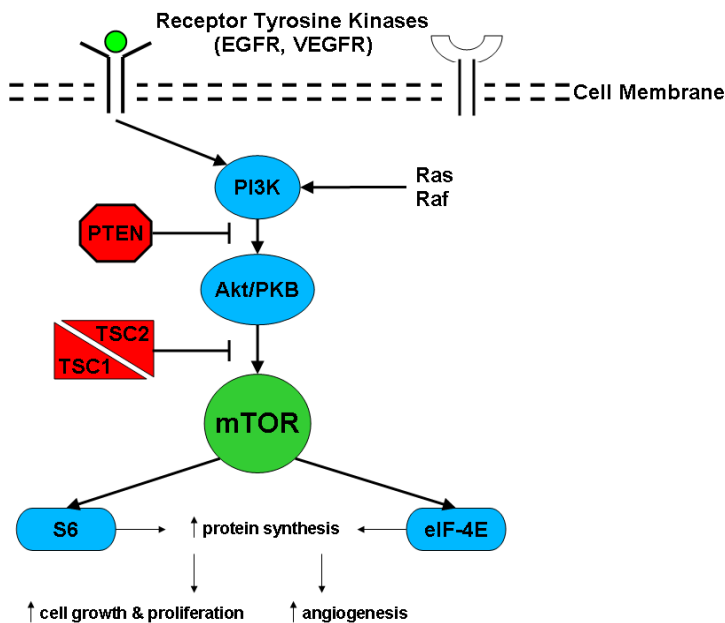 Receptor Tyrosine Kinases
(EGFR, VEGFR)
Cell Membrane
PI3K
Ras
Raf
PTEN
Akt/PKB
TSC2
TSC1
mTOR
S6
↑ protein synthesis
eIF-4E
↑ cell growth & proliferation
↑ angiogenesis